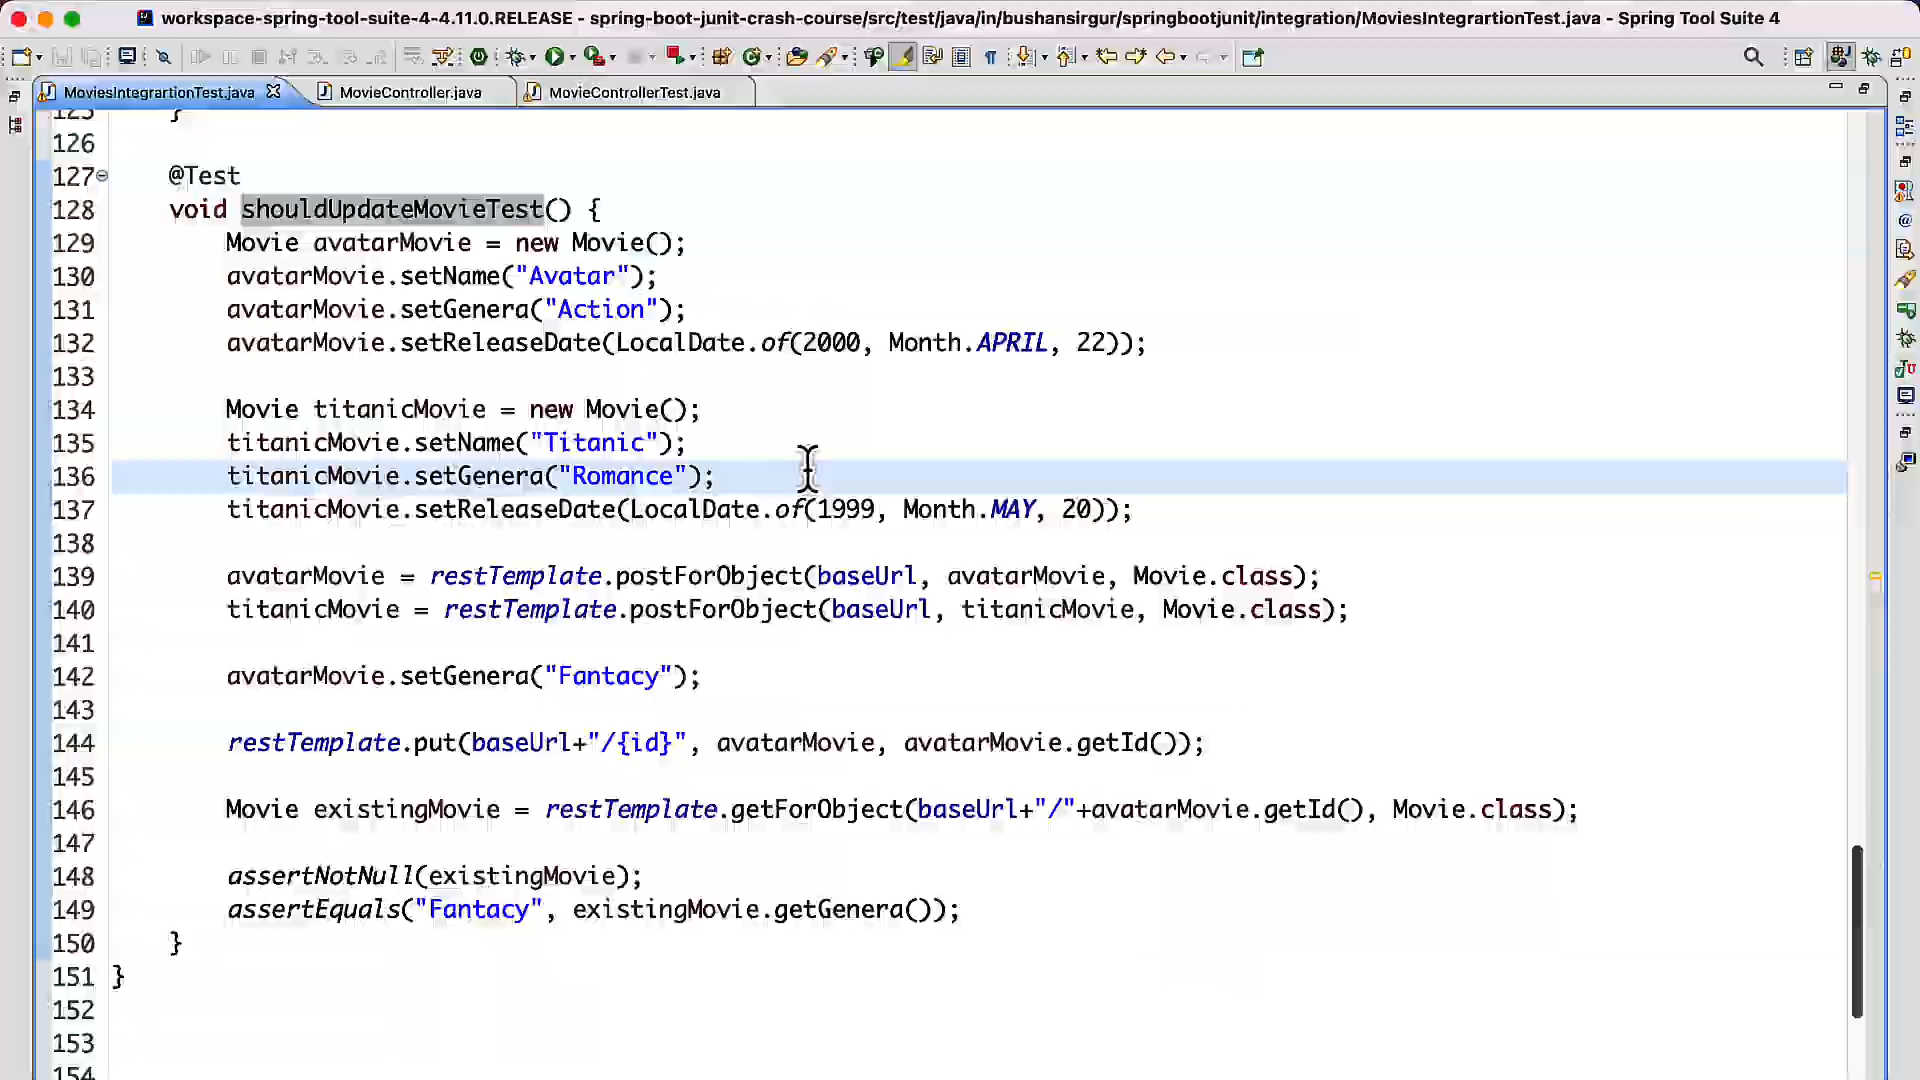 workspace-spring-tool-suite-4-4.11.0.RELEASE - spring-boot-junit-crash-course/src/test/java/in/bushansirgur/springbootjunit/integration/MoviesIntegrartionTest.java - Spring Tool Suite 4
MoviesIntegrartionTest.java MovieController.java MovieControllerTest.java
125 }
126
127 @Test
128 void shouldUpdateMovieTest() {
129 Movie avatarMovie = new Movie();
130 avatarMovie.setName("Avatar");
131 avatarMovie.setGenera("Action");
132 avatarMovie.setReleaseDate(LocalDate.of(2000, Month.APRIL, 22));
133
134 Movie titanicMovie = new Movie();
135 titanicMovie.setName("Titanic");
136 titanicMovie.setGenera("Romance");
137 titanicMovie.setReleaseDate(LocalDate.of(1999, Month.MAY, 20));
138
139 avatarMovie = restTemplate.postForObject(baseUrl, avatarMovie, Movie.class);
140 titanicMovie = restTemplate.postForObject(baseUrl, titanicMovie, Movie.class);
141
142 avatarMovie.setGenera("Fantacy");
143
144 restTemplate.put(baseUrl+"/{id}", avatarMovie, avatarMovie.getId());
145
146 Movie existingMovie = restTemplate.getForObject(baseUrl+"/"+avatarMovie.getId(), Movie.class);
147
148 assertNotNull(existingMovie);
149 assertEquals("Fantacy", existingMovie.getGenera());
150 }
151 }
152
153
154